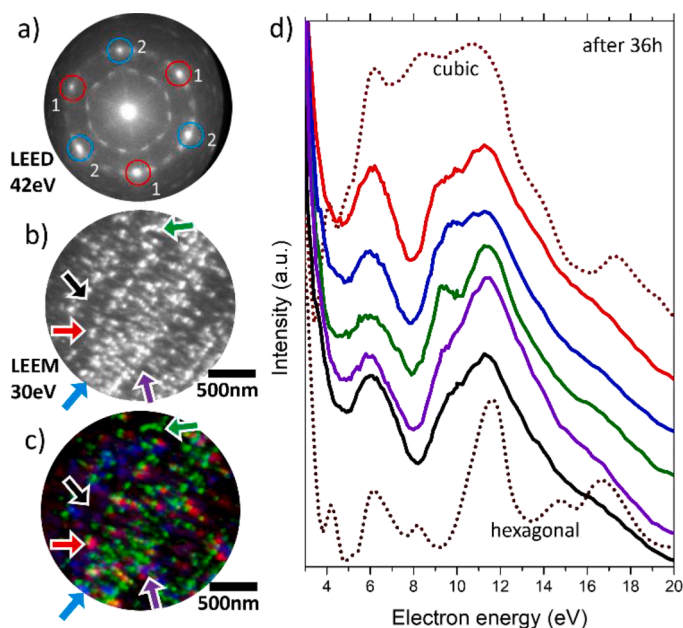 a)
2
1
1
2
2
1
LEED
42eV
b)
LEEM
30eV
500nm
c)
500nm
d)
after 36h
cubic
hexagonal
Intensity (a.u.)
4 6 8 10 12 14 16 18 20
Electron energy (eV)